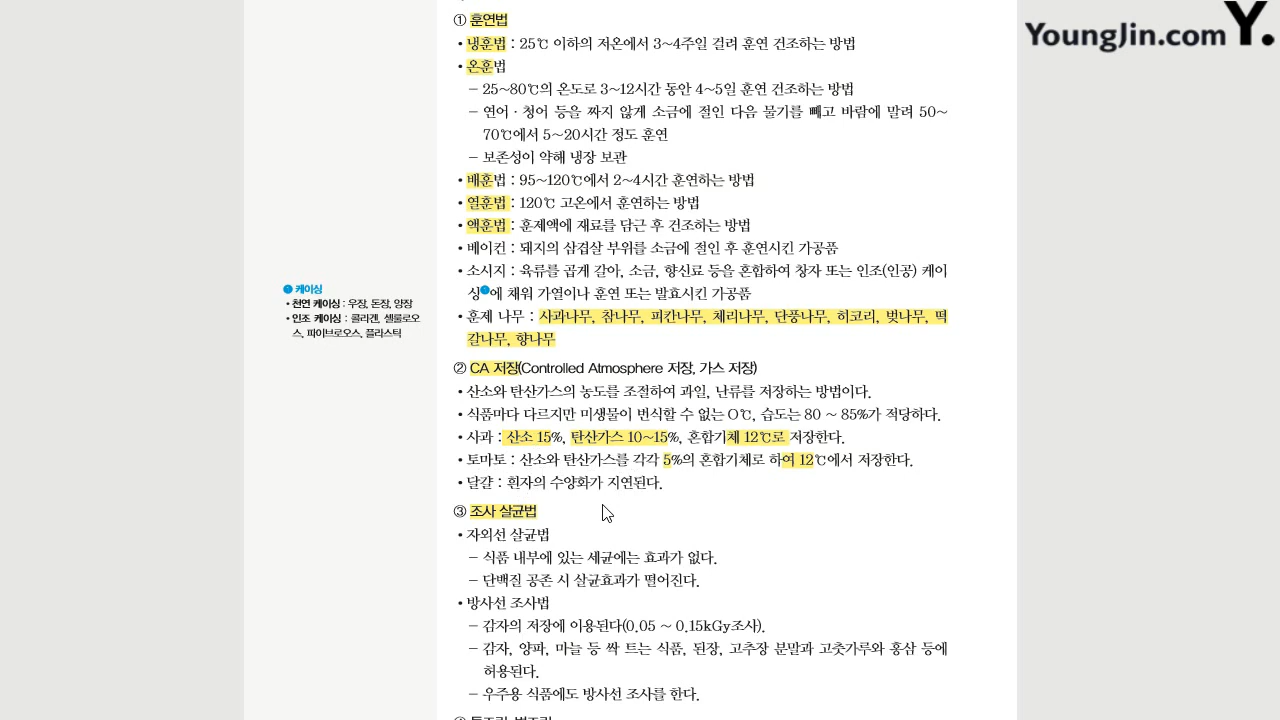 ① 훈연법
• 냉훈법 : 25℃ 이하의 저온에서 3~4주일 걸려 훈연 건조하는 방법
• 온훈법
– 25~80℃의 온도로 3~12시간 동안 4~5일 훈연 건조하는 방법
– 연어 · 청어 등을 짜지 않게 소금에 절인 다음 물기를 빼고 바람에 말려 50~
70℃에서 5~20시간 정도 훈연
– 보존성이 약해 냉장 보관
• 배훈법 : 95~120℃에서 2~4시간 훈연하는 방법
• 열훈법 : 120℃ 고온에서 훈연하는 방법
• 액훈법 : 훈제액에 재료를 담근 후 건조하는 방법
• 베이컨 : 돼지의 삼겹살 부위를 소금에 절인 후 훈연시킨 가공품
• 소시지 : 육류를 곱게 갈아, 소금, 향신료 등을 혼합하여 창자 또는 인조(인공) 케이
싱에 채워 가열이나 훈연 또는 발효시킨 가공품
• 훈제 나무 : 사과나무, 참나무, 피칸나무, 체리나무, 단풍나무, 히코리, 벚나무, 떡
갈나무, 향나무
② CA 저장(Controlled Atmosphere 저장, 가스 저장)
• 산소와 탄산가스의 농도를 조절하여 과일, 난류를 저장하는 방법이다.
• 식품마다 다르지만 미생물이 번식할 수 없는 O℃, 습도는 80 ~ 85%가 적당하다.
• 사과 : 산소 15%, 탄산가스 10~15%, 혼합기체 12℃로 저장한다.
• 토마토 : 산소와 탄산가스를 각각 5%의 혼합기체로 하여 12℃에서 저장한다.
• 달걀 : 흰자의 수양화가 지연된다.
③ 조사 살균법
• 자외선 살균법
– 식품 내부에 있는 세균에는 효과가 없다.
– 단백질 공존 시 살균효과가 떨어진다.
• 방사선 조사법
– 감자의 저장에 이용된다(0.05 ~ 0.15kGy조사).
– 감자, 양파, 마늘 등 싹 트는 식품, 된장, 고추장 분말과 고춧가루와 홍삼 등에
허용된다.
– 우주용 식품에도 방사선 조사를 한다.
케이싱
• 천연 케이싱 : 우장, 돈장, 양장
• 인조 케이싱 : 콜라겐, 셀룰로오
스, 파이브로오스, 플라스틱
YoungJin.com Y.